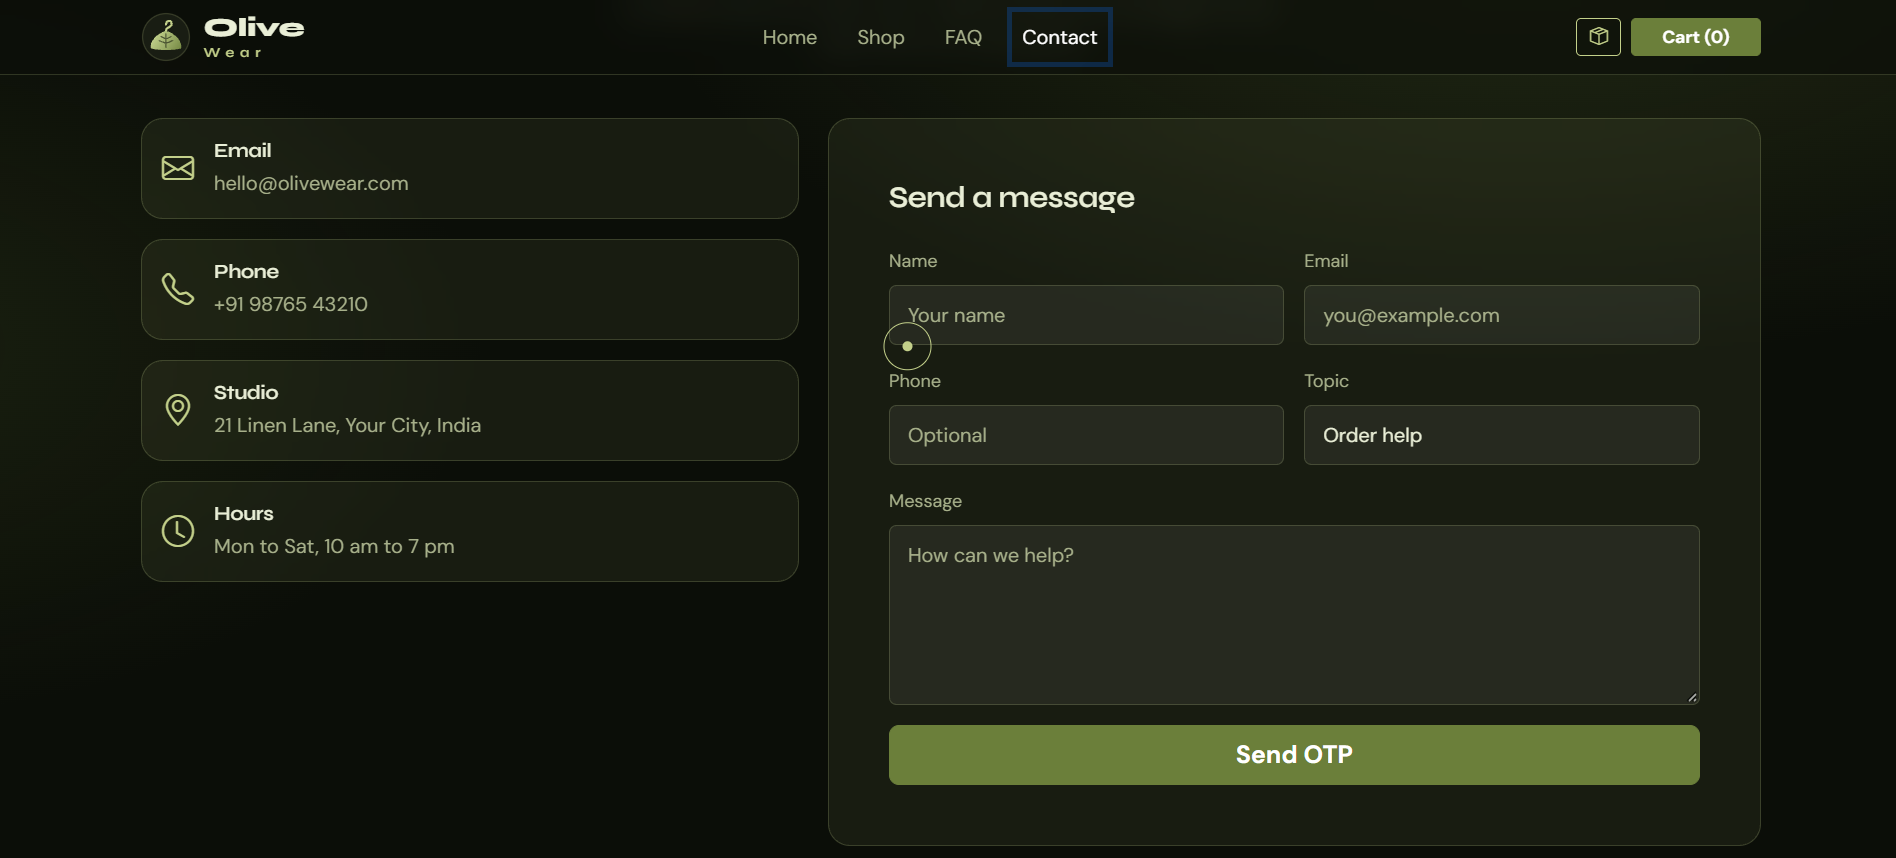 Olive
Wear
Home
Shop
FAQ
Contact
Cart (0)
Email
hello@olivewear.com
Phone
+91 98765 43210
Studio
21 Linen Lane, Your City, India
Hours
Mon to Sat, 10 am to 7 pm
Send a message
Name
Email
Your name
you@example.com
Phone
Topic
Optional
Order help
Message
How can we help?
Send OTP